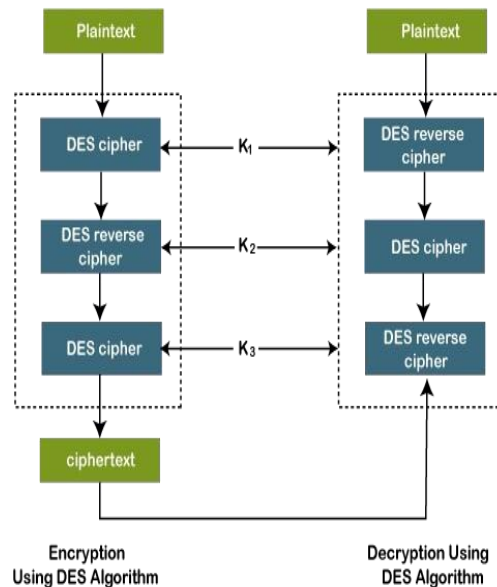 Plaintext
DES cipher
DES reverse
cipher
DES cipher
ciphertext
Encryption
Using DES Algorithm
K1
K2
K3
Plaintext
DES reverse
cipher
DES cipher
DES reverse
cipher
Decryption Using
DES Algorithm